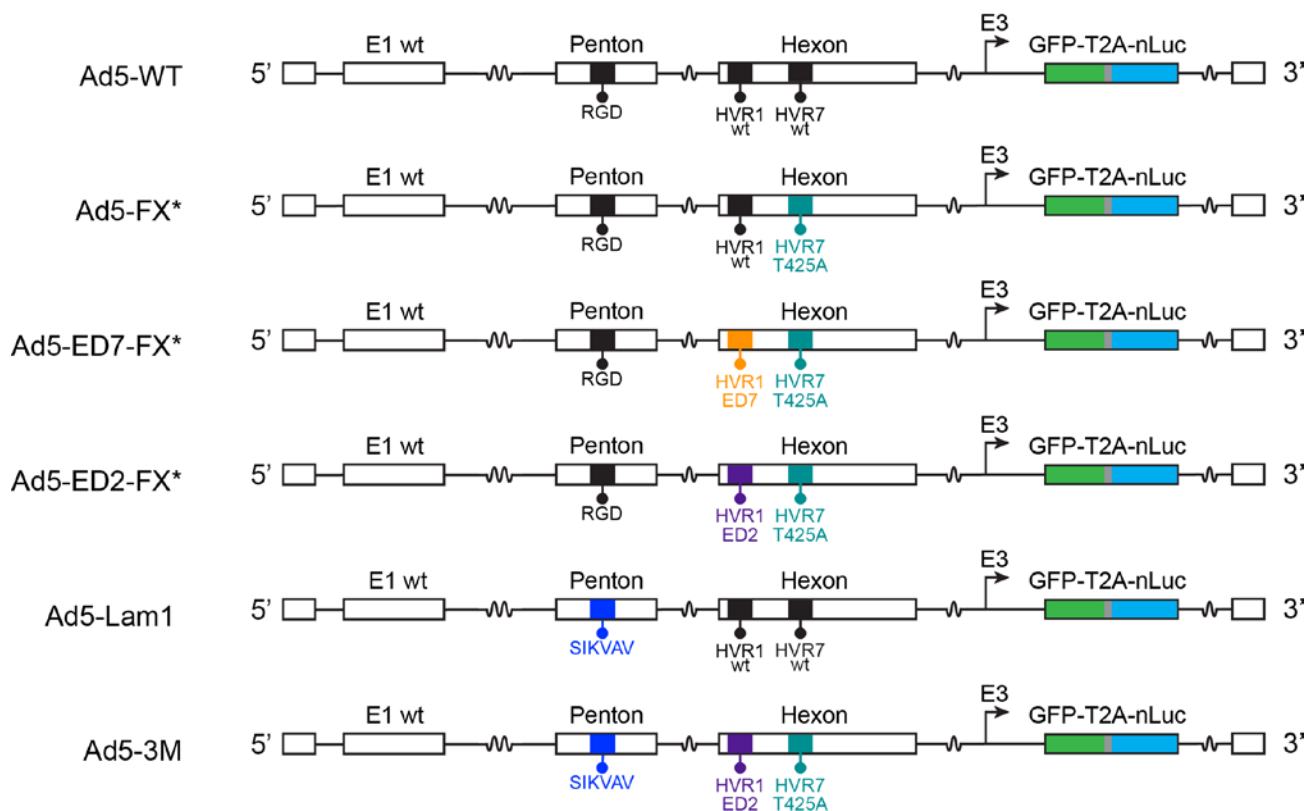 E3
E1 wt Penton Hexon GFP-T2A-nLuc
Ad5-WT 5’ 3’
RGD HVR1 HVR7
wt wt
E3
E1 wt Penton Hexon GFP-T2A-nLuc
Ad5-FX* 5’ 3’
RGD HVR1 HVR7
wt T425A
E3
E1 wt Penton Hexon GFP-T2A-nLuc
Ad5-ED7-FX* 5’ 3’
RGD HVR1 HVR7
ED7 T425A
E3
E1 wt Penton Hexon GFP-T2A-nLuc
Ad5-ED2-FX* 5’ 3’
RGD HVR1 HVR7
ED2 T425A
E3
E1 wt Penton Hexon GFP-T2A-nLuc
Ad5-Lam1 5’ 3’
SIKVAV HVR1 HVR7
wt wt
E3
E1 wt Penton Hexon GFP-T2A-nLuc
Ad5-3M 5’ 3’
SIKVAV HVR1 HVR7
ED2 T425A